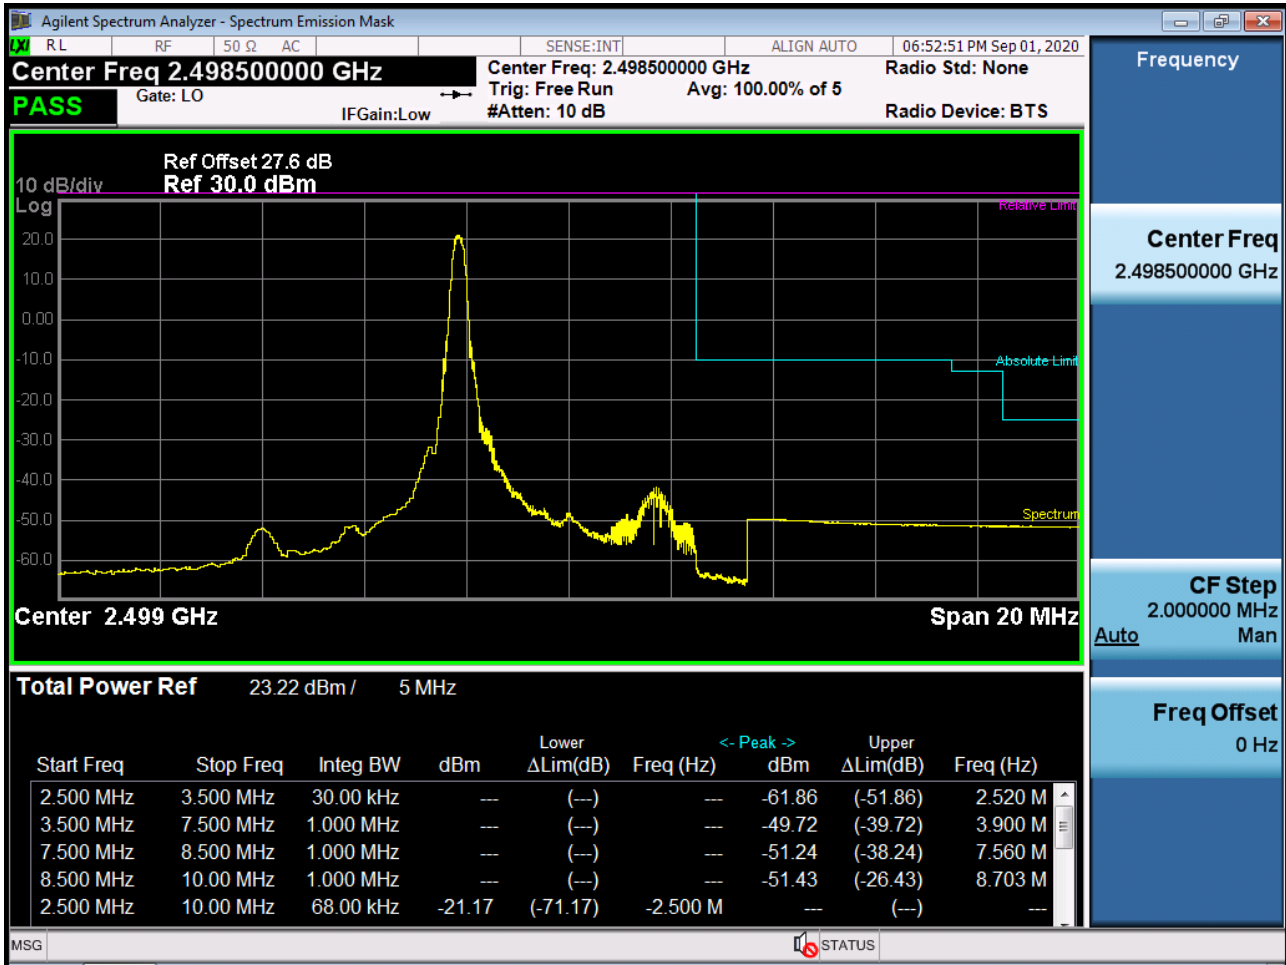 Agilent Spectrum Analyzer - Spectrum Emission Mask
LXI RL RF 50 Ω AC SENSE:INT ALIGN AUTO 06:52:51 PM Sep 01, 2020
Center Freq 2.498500000 GHz
Center Freq: 2.498500000 GHz Radio Std: None
PASS Gate: LO Trig: Free Run Avg: 100.00% of 5
IFGain:Low #Atten: 10 dB Radio Device: BTS
Ref Offset 27.6 dB
10 dB/div Ref 30.0 dBm
Log
Relative Limit
20.0
10.0
0.00
-10.0
Absolute Limit
-20.0
-30.0
-40.0
-50.0
Spectrum
-60.0
Center 2.499 GHz Span 20 MHz
Total Power Ref 23.22 dBm / 5 MHz
Lower <- Peak -> Upper
Start Freq Stop Freq Integ BW dBm ΔLim(dB) Freq (Hz) dBm ΔLim(dB) Freq (Hz)
2.500 MHz 3.500 MHz 30.00 kHz --- (---) --- -61.86 (-51.86) 2.520 M
3.500 MHz 7.500 MHz 1.000 MHz --- (---) --- -49.72 (-39.72) 3.900 M
7.500 MHz 8.500 MHz 1.000 MHz --- (---) --- -51.24 (-38.24) 7.560 M
8.500 MHz 10.00 MHz 1.000 MHz --- (---) --- -51.43 (-26.43) 8.703 M
2.500 MHz 10.00 MHz 68.00 kHz -21.17 (-71.17) -2.500 M --- (---) ---
MSG STATUS
Frequency
Center Freq
2.498500000 GHz
CF Step
2.000000 MHz
Auto Man
Freq Offset
0 Hz